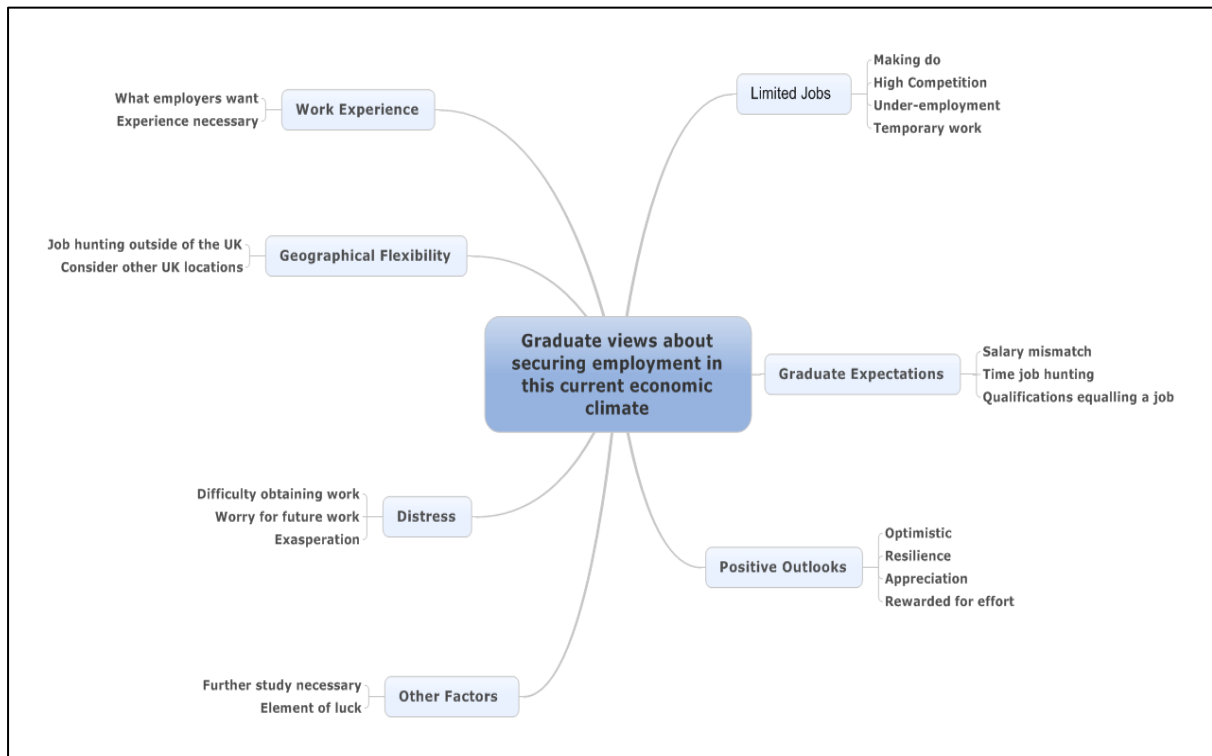 Work Experience
What employers want
Experience necessary
Geographical Flexibility
Job hunting outside of the UK
Consider other UK locations
Distress
Difficulty obtaining work
Worry for future work
Exasperation
Other Factors
Further study necessary
Element of luck
Graduate views about
securing employment in
this current economic
climate
Limited Jobs
Making do
High Competition
Under-employment
Temporary work
Graduate Expectations
Salary mismatch
Time job hunting
Qualifications equalling a job
Positive Outlooks
Optimistic
Resilience
Appreciation
Rewarded for effort